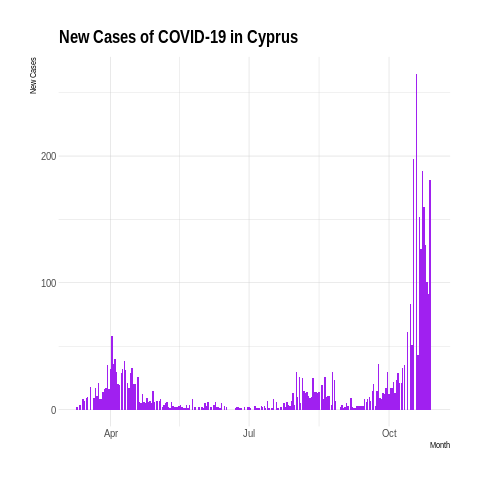 New Cases of COVID-19 in Cyprus
New Cases
200
100
0
Apr
Jul
Oct
Month